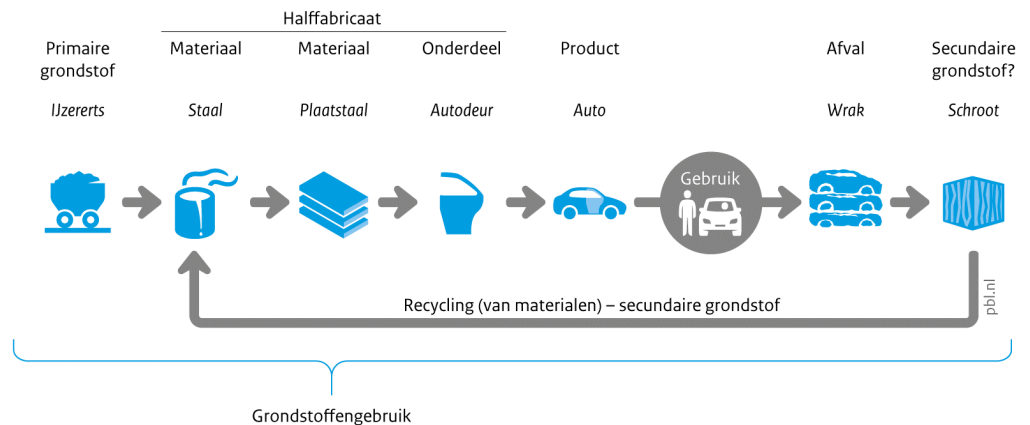 Halffabricaat
Primaire
grondstof
Materiaal
Materiaal
Onderdeel
Product
Afval
Secundaire
grondstof?
IJzererts
Staal
Plaatstaal
Autodeur
Auto
Wrak
Schroot
Gebruik
Recycling (van materialen) – secundaire grondstof
pbl.nl
Grondstoffengebruik